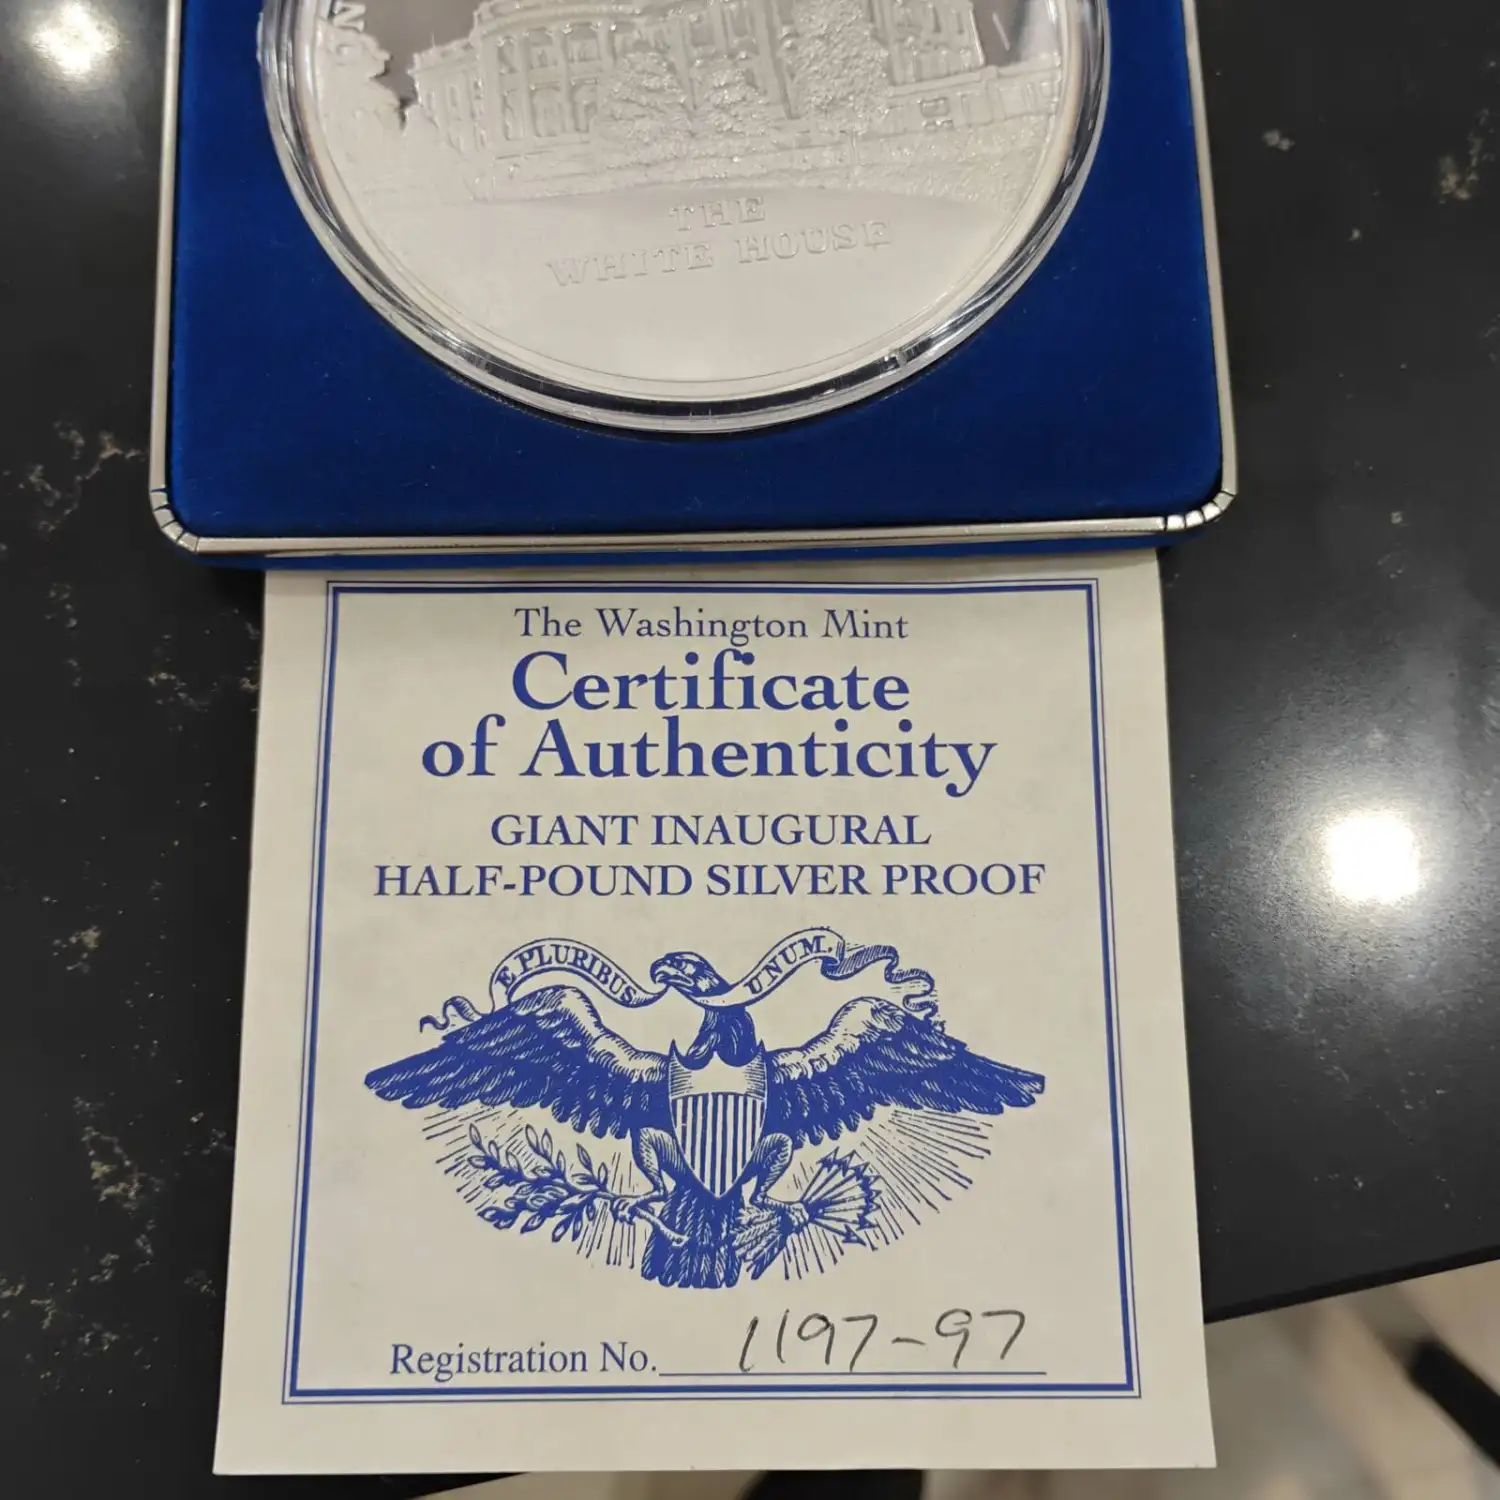 THE
WHITE HOUSE
The Washington Mint
Certificate
of Authenticity
GIANT INAUGURAL
HALF-POUND SILVER PROOF
E PLURIBUS UNUM.
Registration No. 1197-97